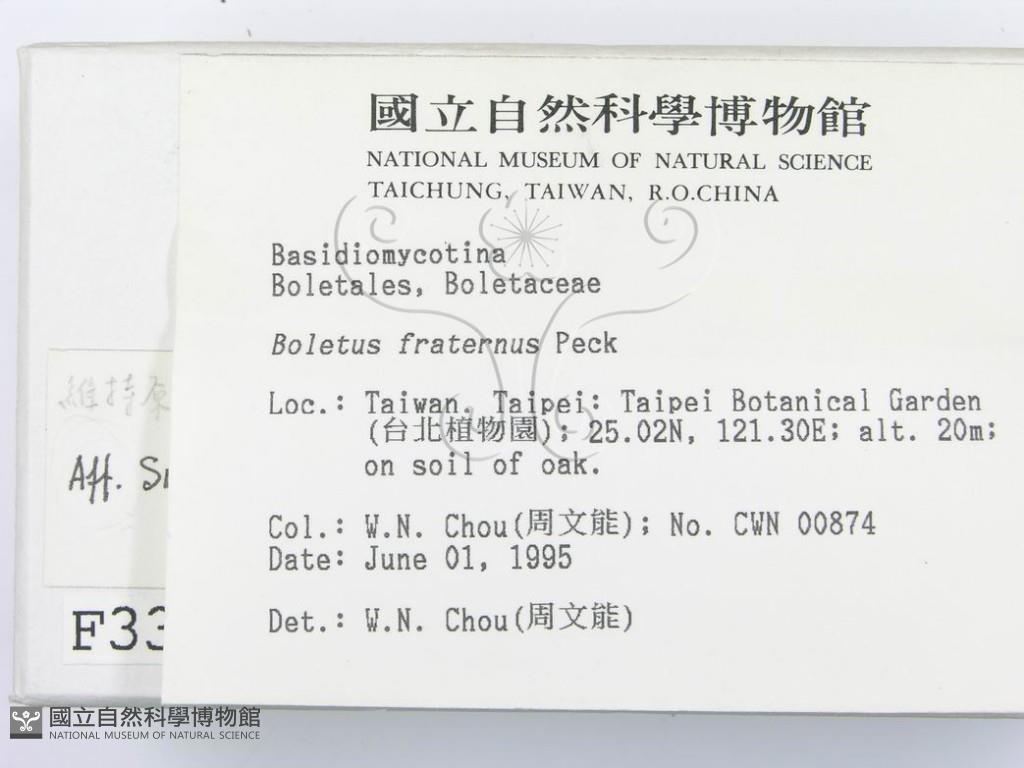 國立自然科學博物館
NATIONAL MUSEUM OF NATURAL SCIENCE
TAICHUNG, TAIWAN, R.O.CHINA
Basidiomycotina
Boletales, Boletaceae
Boletus fraternus Peck
Loc.: Taiwan. Taipei: Taipei Botanical Garden
(台北植物園); 25.02N, 121.30E; alt. 20m;
on soil of oak.
Col.: W.N. Chou(周文能); No. CWN 00874
Date: June 01, 1995
Det.: W.N. Chou(周文能)
維持原
Aff.
F33
國立自然科學博物館
NATIONAL MUSEUM OF NATURAL SCIENCE